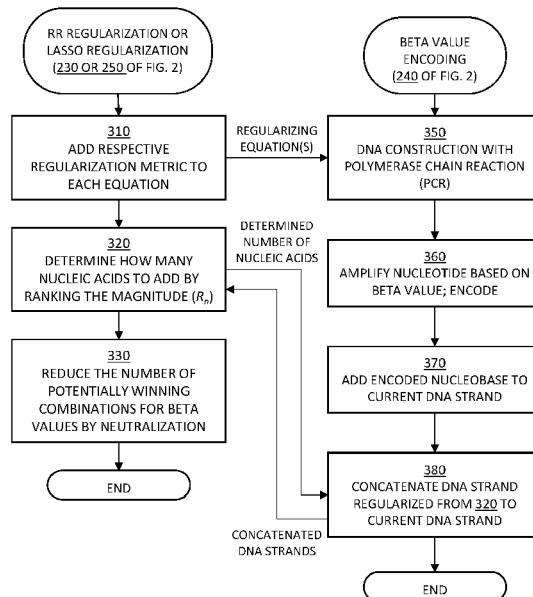 RR REGULARIZATION OR
LASSO REGULARIZATION
(230 OR 250 OF FIG. 2)
310
ADD RESPECTIVE
REGULARIZATION METRIC TO
EACH EQUATION
320
DETERMINE HOW MANY
NUCLEIC ACIDS TO ADD BY
RANKING THE MAGNITUDE (Rn)
330
REDUCE THE NUMBER OF
POTENTIALLY WINNING
COMBINATIONS FOR BETA
VALUES BY NEUTRALIZATION
END
REGULARIZING
EQUATION(S)
DETERMINED
NUMBER OF
NUCLEIC ACIDS
CONCATENATED
DNA STRANDS
BETA VALUE
ENCODING
(240 OF FIG. 2)
350
DNA CONSTRUCTION WITH
POLYMERASE CHAIN REACTION
(PCR)
360
AMPLIFY NUCLEOTIDE BASED ON
BETA VALUE; ENCODE
370
ADD ENCODED NUCLEOBASE TO
CURRENT DNA STRAND
380
CONCATENATE DNA STRAND
REGULARIZED FROM 320 TO
CURRENT DNA STRAND
END